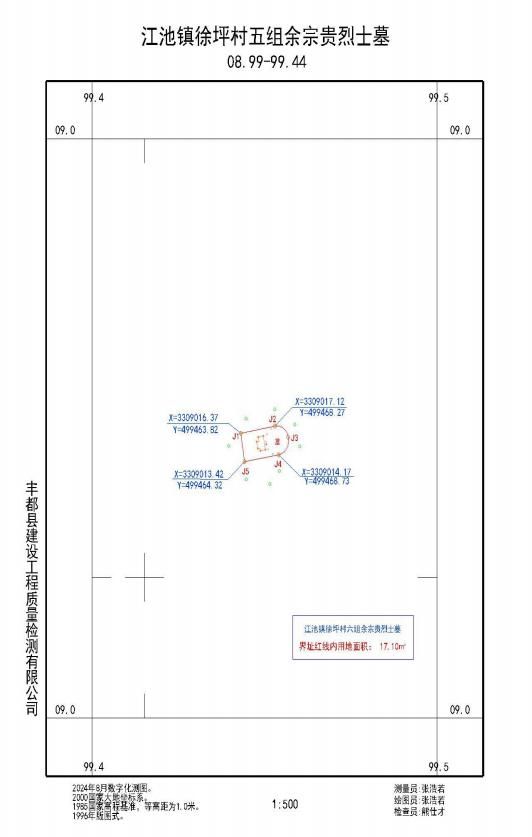 江池镇徐坪村五组余宗贵烈士墓
08.99-99.44
99.4
99.5
09.0
09.0
X=3309017.12
Y=499468.27
X=3309016.37
Y=499463.82
J2
J1
J3
J4
J5
X=3309013.42
Y=499464.32
X=3309014.17
Y=499468.73
丰都县建设工程质量检测有限公司
江池镇徐坪村六组余宗贵烈士墓
界址红线内用地面积： 17.10㎡
09.0
09.0
99.4
99.5
2024年8月数字化测图。
2000国家大地坐标系。
1985国家高程基准，等高距为1.0米。
1996年版图式。
1:500
测量员:张浩若
绘图员:张浩若
检查员:熊仕才